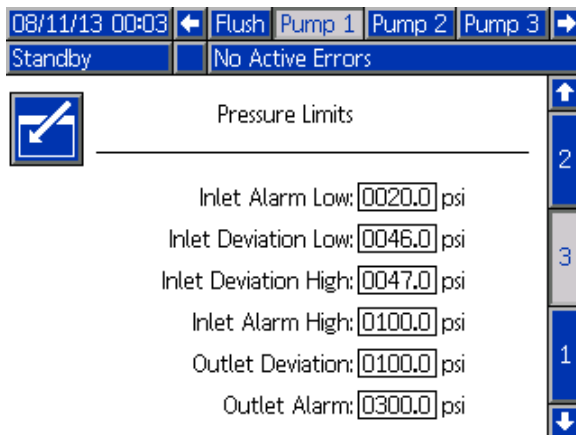 08/11/13 00:03 Flush Pump 1 Pump 2 Pump 3
Standby No Active Errors
Pressure Limits
2
Inlet Alarm Low: 0020.0 psi
Inlet Deviation Low: 0046.0 psi
3
Inlet Deviation High: 0047.0 psi
Inlet Alarm High: 0100.0 psi
1
Outlet Deviation: 0100.0 psi
Outlet Alarm: 0300.0 psi